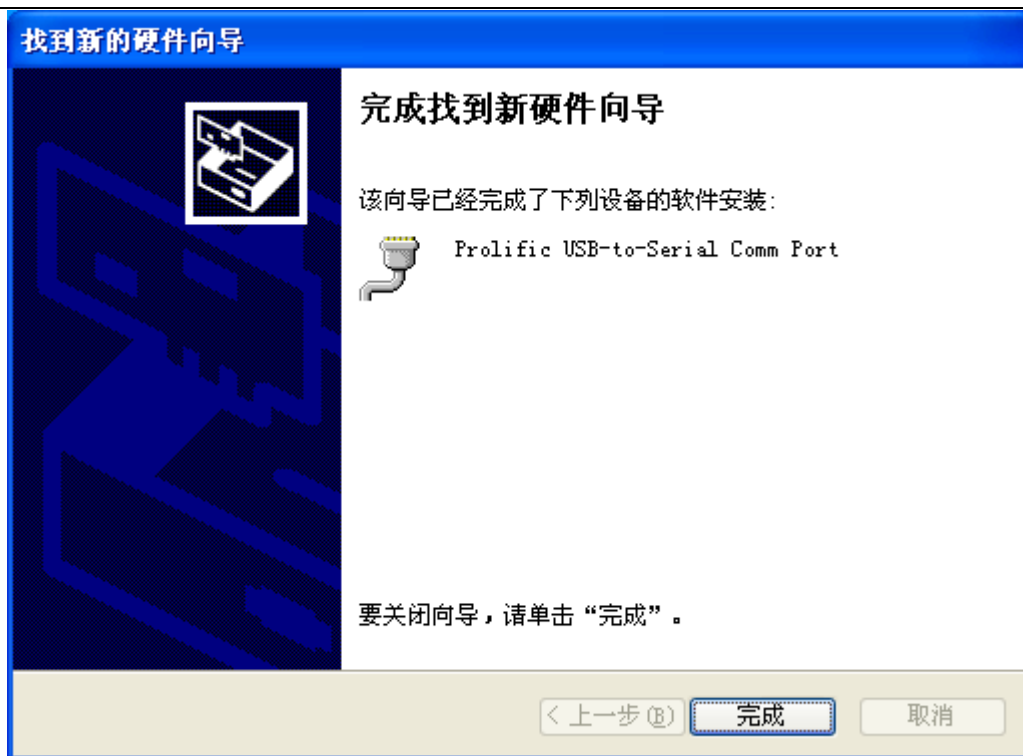 找到新的硬件向导
完成找到新硬件向导
该向导已经完成了下列设备的软件安装:
Prolific USB-to-Serial Comm Port
要关闭向导，请单击“完成”。
< 上一步(B)
完成
取消